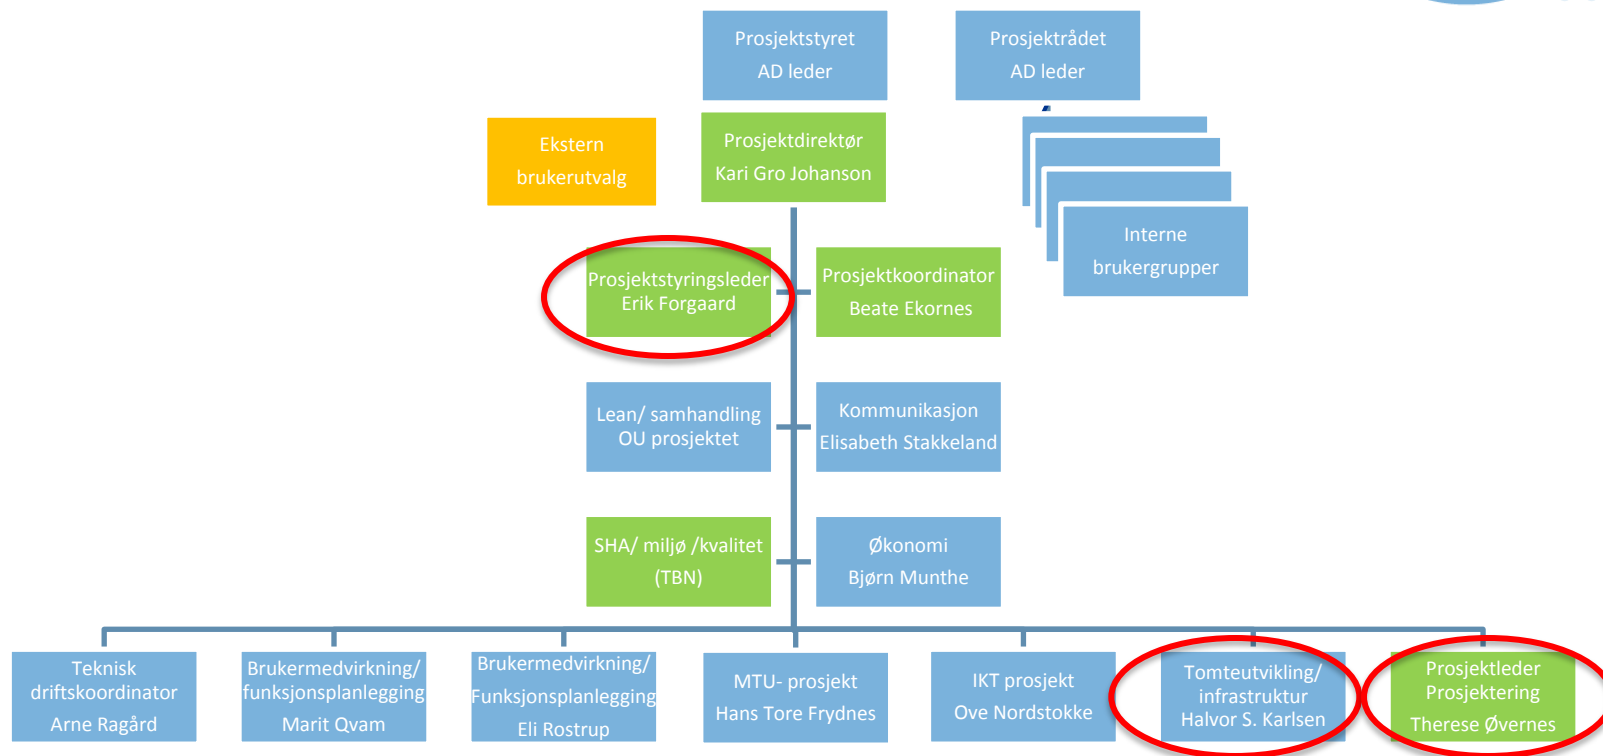 Prosjektstyret
AD leder
Prosjektrådet
AD leder
Ekstern
brukerutvalg
Prosjektdirektør
Kari Gro Johanson
Interne
brukergrupper
Prosjektstyringsleder
Erik Forgaard
Prosjektkoordinator
Beate Ekornes
Lean/ samhandling
OU prosjektet
Kommunikasjon
Elisabeth Stakkeland
SHA/ miljø /kvalitet
(TBN)
Økonomi
Bjørn Munthe
Teknisk
driftskoordinator
Arne Ragård
Brukermedvirkning/
funksjonsplanlegging
Marit Qvam
Brukermedvirkning/
Funksjonsplanlegging
Eli Rostrup
MTU- prosjekt
Hans Tore Frydnes
IKT prosjekt
Ove Nordstokke
Tomteutvikling/
infrastruktur
Halvor S. Karlsen
Prosjektleder
Prosjektering
Therese Øvernes